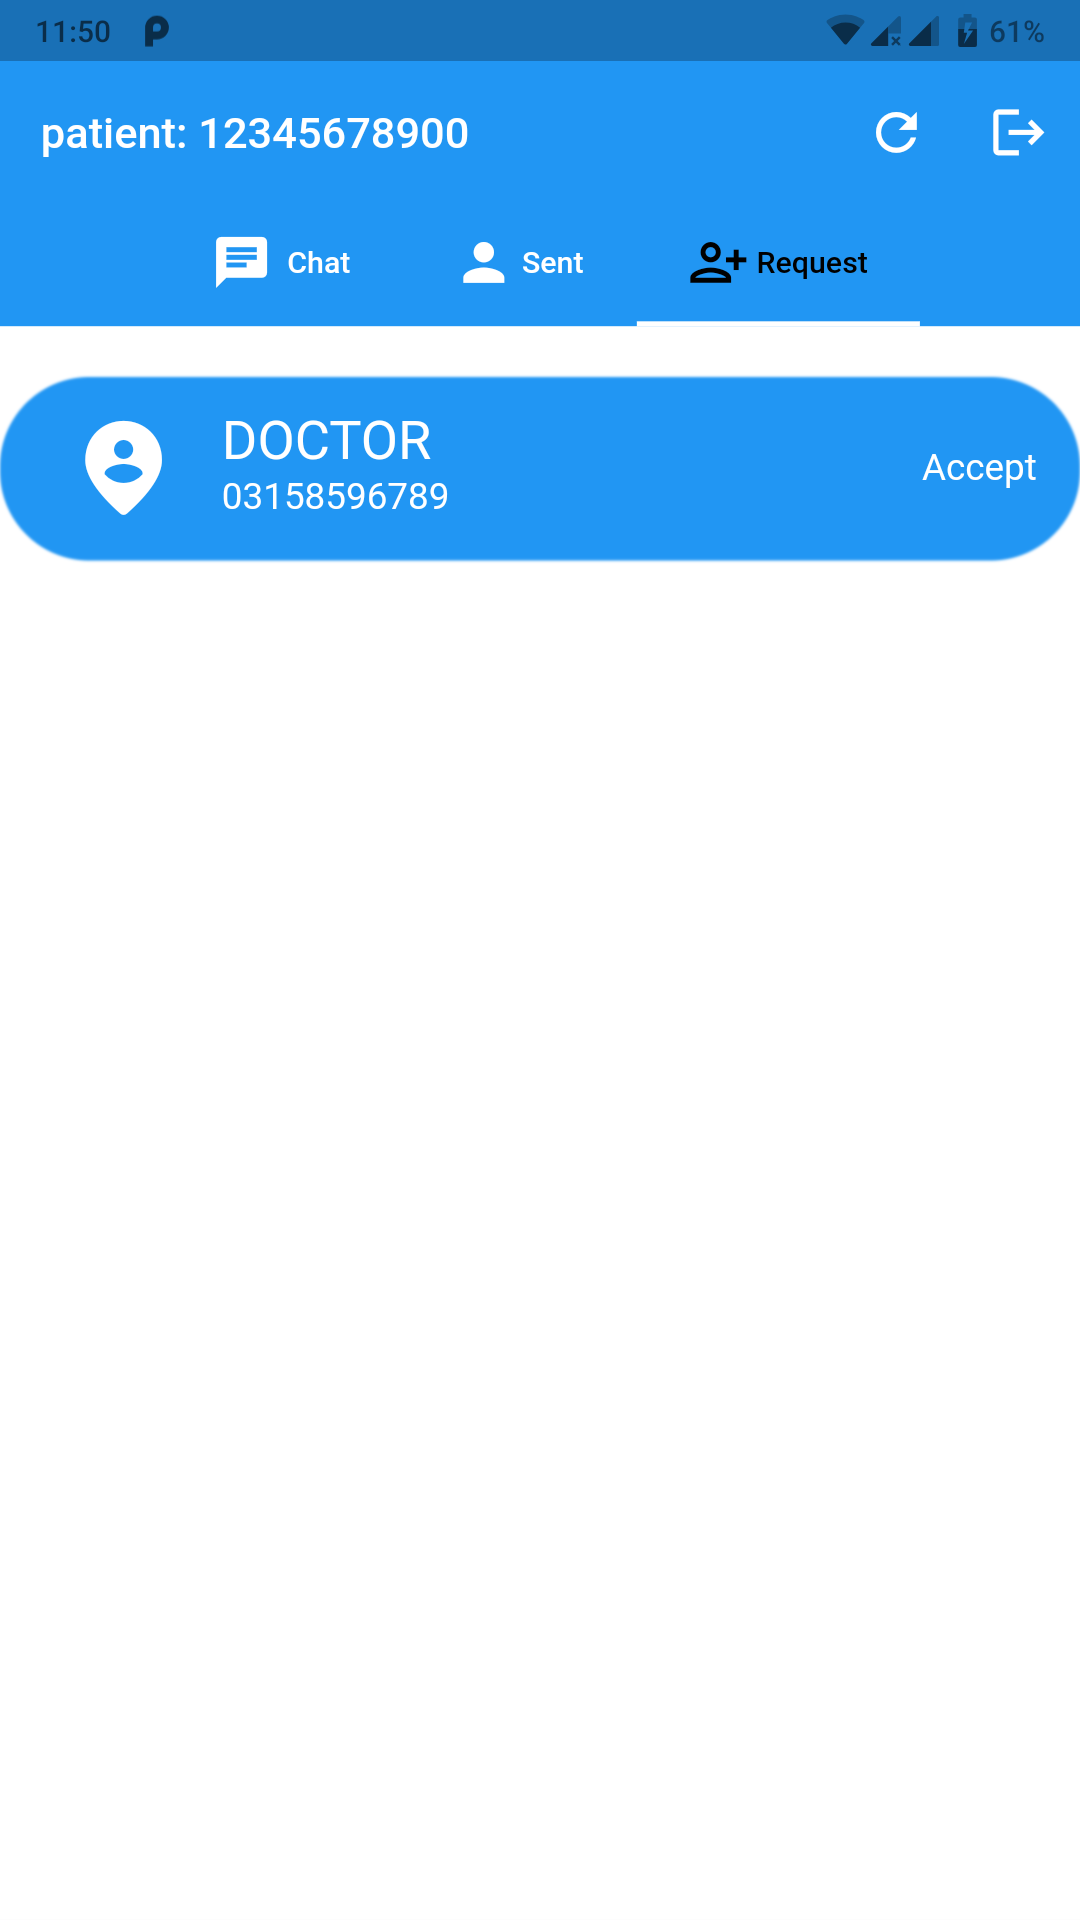 11:50 61%
patient: 12345678900
Chat Sent Request
DOCTOR
03158596789
Accept